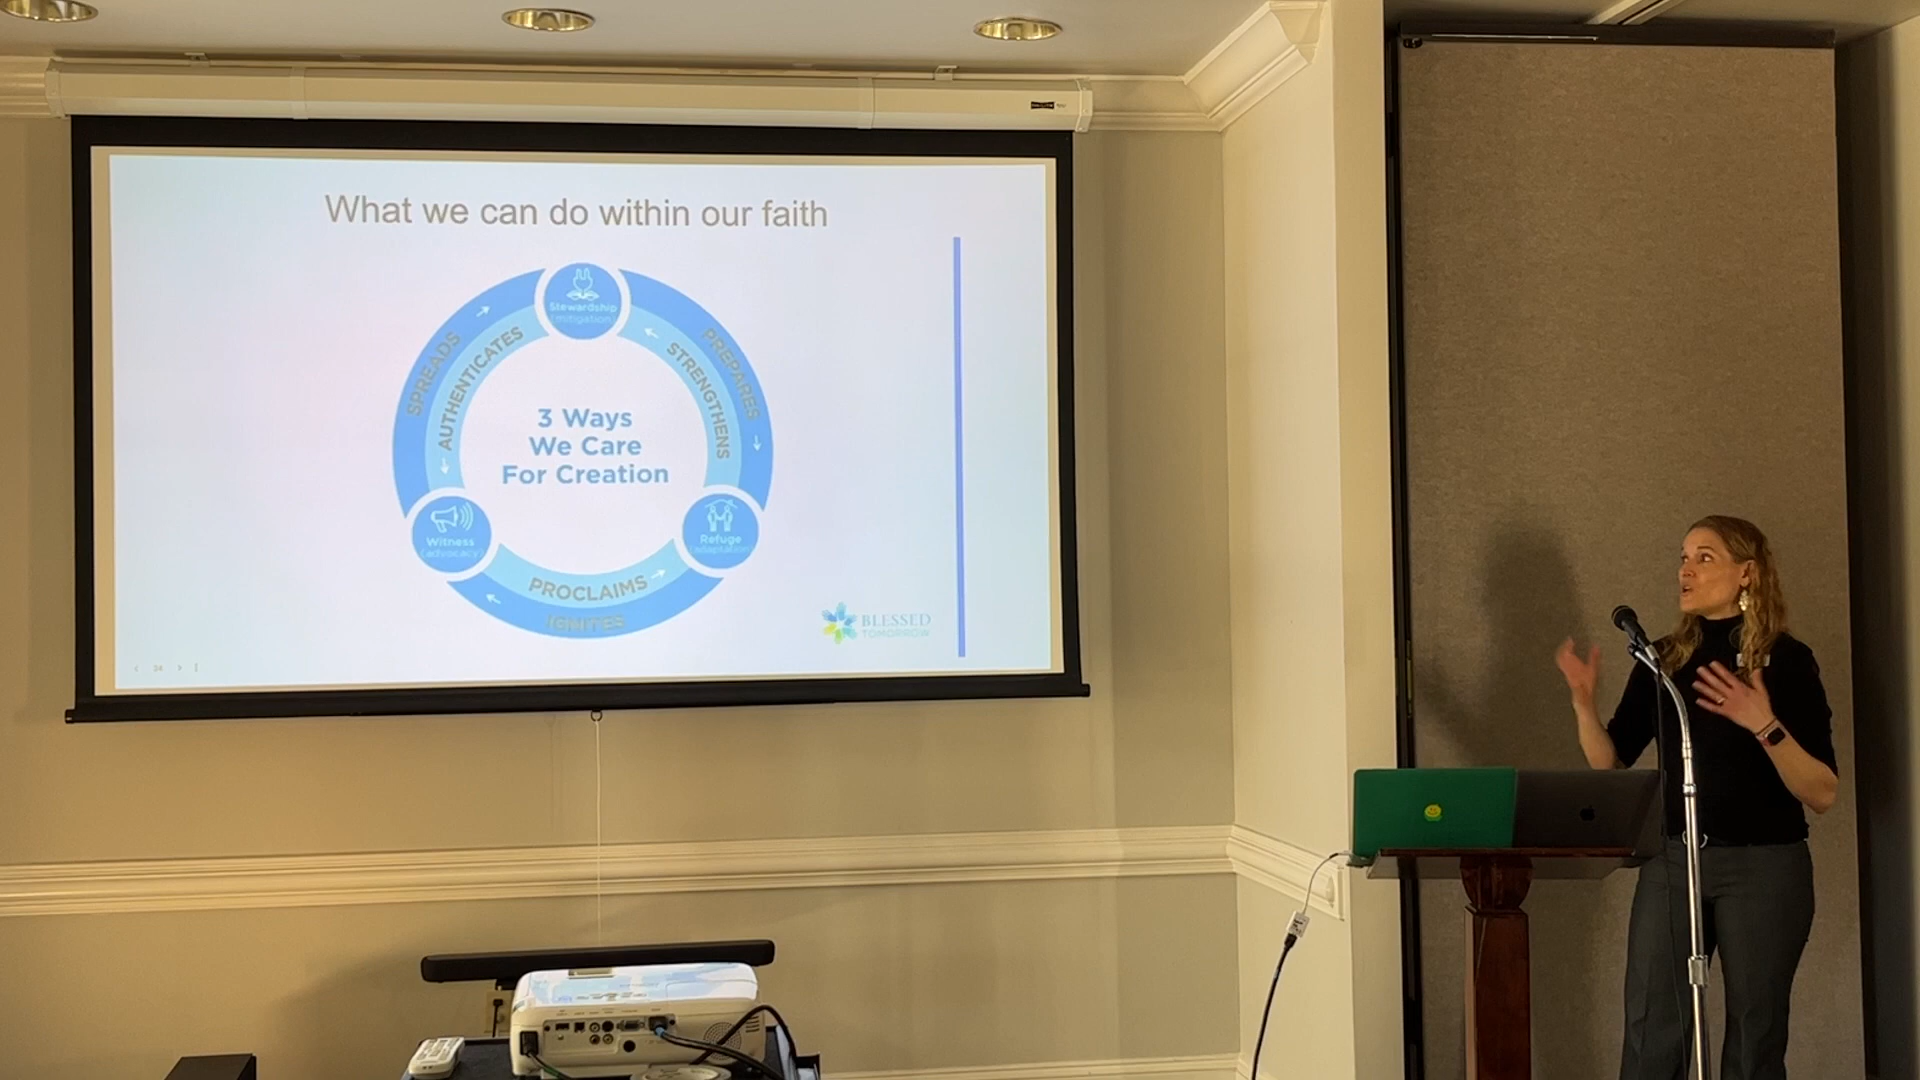 What we can do within our faith
Stewardship
(mitigation)
SPREADS
AUTHENTICATES
PREPARES
STRENGTHENS
3 Ways
We Care
For Creation
Witness
(advocacy)
Refuge
(adaptation)
PROCLAIMS
IGNITES
BLESSED
TOMORROW
34